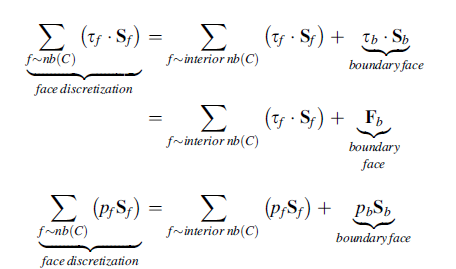 ∑ (τ_f · S_f) = ∑ (τ_f · S_f) + τ_b · S_b
f~nb(C) f~interior nb(C) boundary face
face discretization
= ∑ (τ_f · S_f) + F_b
f~interior nb(C) boundary
face
∑ (p_f S_f) = ∑ (p_f S_f) + p_b S_b
f~nb(C) f~interior nb(C) boundary face
face discretization